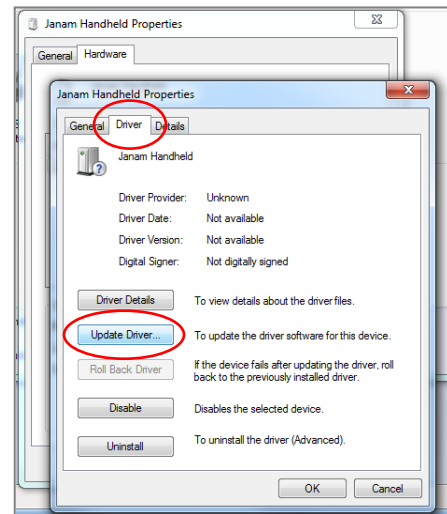 Janam Handheld Properties
General Hardware
Janam Handheld Properties
General Driver Details
Janam Handheld
Driver Provider: Unknown
Driver Date: Not available
Driver Version: Not available
Digital Signer: Not digitally signed
Driver Details To view details about the driver files.
Update Driver... To update the driver software for this device.
Roll Back Driver If the device fails after updating the driver, roll
back to the previously installed driver.
Disable Disables the selected device.
Uninstall To uninstall the driver (Advanced).
OK Cancel